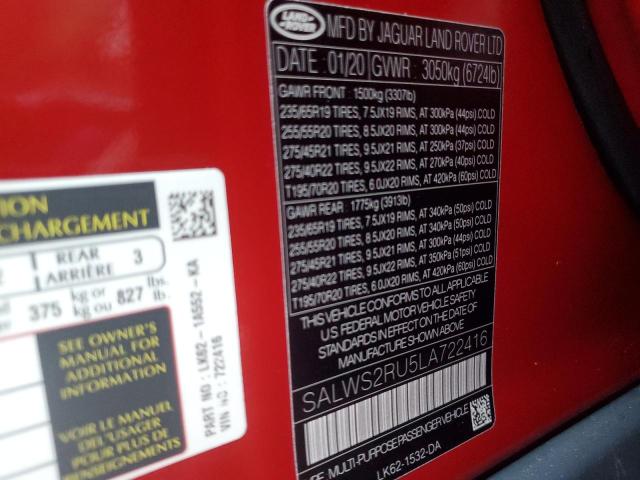 LAND ROVER
MFD BY JAGUAR LAND ROVER LTD
DATE 01/20 GVWR 3050kg (6724lb)
GAWR FRONT : 1500kg (3307lb)
235/65R19 TIRES, 7.5JX19 RIMS, AT 300kPa (44psi) COLD
255/55R20 TIRES, 8.5JX20 RIMS, AT 300kPa (44psi) COLD
275/45R21 TIRES, 9.5JX21 RIMS, AT 250kPa (37psi) COLD
275/40R22 TIRES, 9.5JX22 RIMS, AT 270kPa (40psi) COLD
T195/70R20 TIRES, 6.0JX20 RIMS, AT 420kPa (60psi) COLD
GAWR REAR : 1775kg (3913lb)
235/65R19 TIRES, 7.5JX19 RIMS, AT 340kPa (50psi) COLD
255/55R20 TIRES, 8.5JX20 RIMS, AT 340kPa (50psi) COLD
275/45R21 TIRES, 9.5JX21 RIMS, AT 300kPa (44psi) COLD
275/40R22 TIRES, 9.5JX22 RIMS, AT 350kPa (51psi) COLD
T195/70R20 TIRES, 6.0JX20 RIMS, AT 420kPa (60psi) COLD
THIS VEHICLE CONFORMS TO ALL APPLICABLE
U.S. FEDERAL MOTOR VEHICLE SAFETY
STANDARDS IN EFFECT ON THE DATE OF
MANUFACTURE SHOWN ABOVE.
SALWS2RU5LA722416
MULTI-PURPOSE PASSENGER VEHICLE
LK62-1532-DA
CHARGEMENT
REAR 3
ARRIÈRE
375 kg or 827 lbs.
kg ou lb.
SEE OWNER'S
MANUAL FOR
ADDITIONAL
INFORMATION
VOIR LE MANUEL
DE L'USAGER
POUR PLUS DE
RENSEIGNEMENTS
PART NO : LK62-1A552-KA
VIN NO : 722416